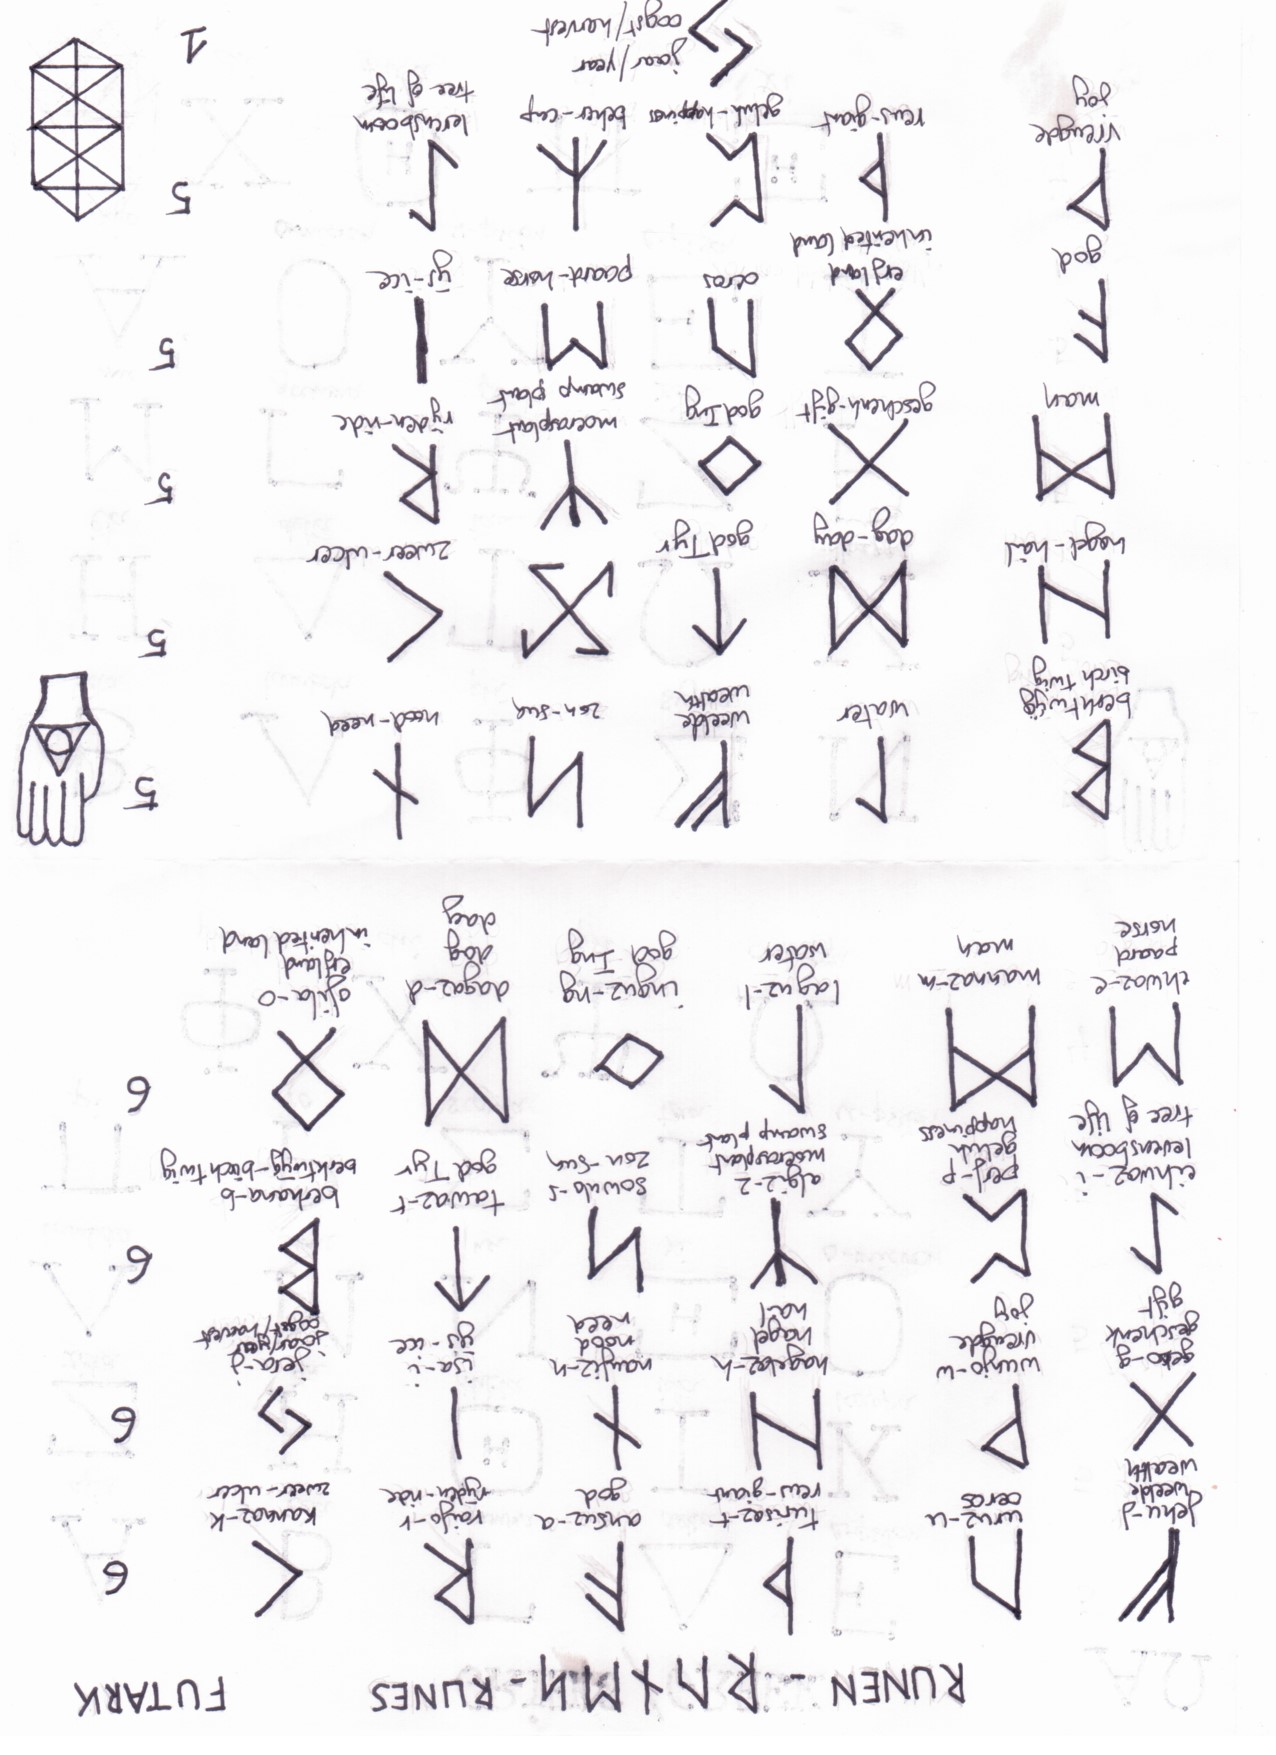 RUNEN - ᚱᚢᚾᛖᛋ - RUNES FUTARK
ᚠ ᚢ ᚦ ᚨ ᚱ ᚲ 6
fehu-f uruz-u turisaz-t ansuz-a raifo-r kannaz-k
weelde oeros reus-giant god rijden-ride zweer-ulcer
wealth
ᚷ ᚹ ᚺ ᚾ ᛁ ᛃ 6
gebo-g wunjo-w hagelaz-h naufiz-n isa-i jera-j
geschenk vreugde hagel nood ijs-ice jaar/year
gift joy hail need oogst/harvest
ᛇ ᛈ ᛉ ᛋ ᛏ ᛒ 6
eihwaz-i perf-p algiz-z sowulo-s tawaz-t berkana-b
levensboom geluk moerasplant zon-sun god Tyr berktwijg-birch twig
tree of life happiness swamp plant
ᛖ ᛗ ᛚ ᛜ ᛞ ᛟ 6
ehwaz-e mannaz-m laguz-l inguz-ng dagaz-d ofila-o
paard man water god Ing dag erfland
horse day inherited land
ᛒ ᛚ ᚠ ᛋ ᚾ 5
berktwijg water weelde zon-sun nood-need
birch twig wealth
ᚺ ᛞ ᛏ ᚲ 5
hagel-hail dag-day god Tyr zweer-ulcer
ᛗ ᚷ ᛜ ᛉ ᚱ 5
man geschenk-gift god Ing moerasplant rijden-ride
swamp plant
ᚨ ᛟ ᚢ ᛖ ᛁ 5
god erfland oeros paard-horse ijs-ice
inherited land
ᚹ ᚦ ᛈ ᛦ ᛇ 5
vreugde reus-giant geluk-happiness beker-cup levensboom
joy tree of life
ᛃ jaar/year 1
oogst/harvest